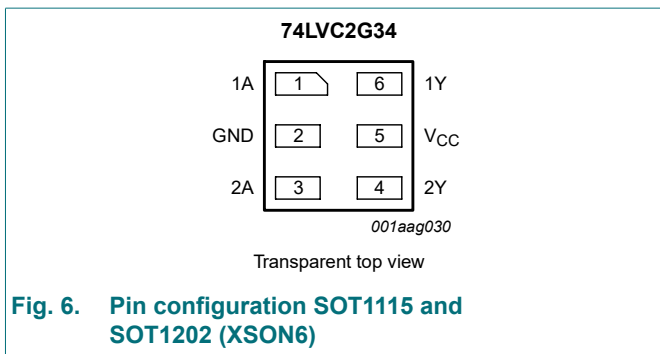 74LVC2G34
1A 1 6 1Y
GND 2 5 VCC
2A 3 4 2Y
001aag030
Transparent top view
Fig. 6. Pin configuration SOT1115 and
SOT1202 (XSON6)